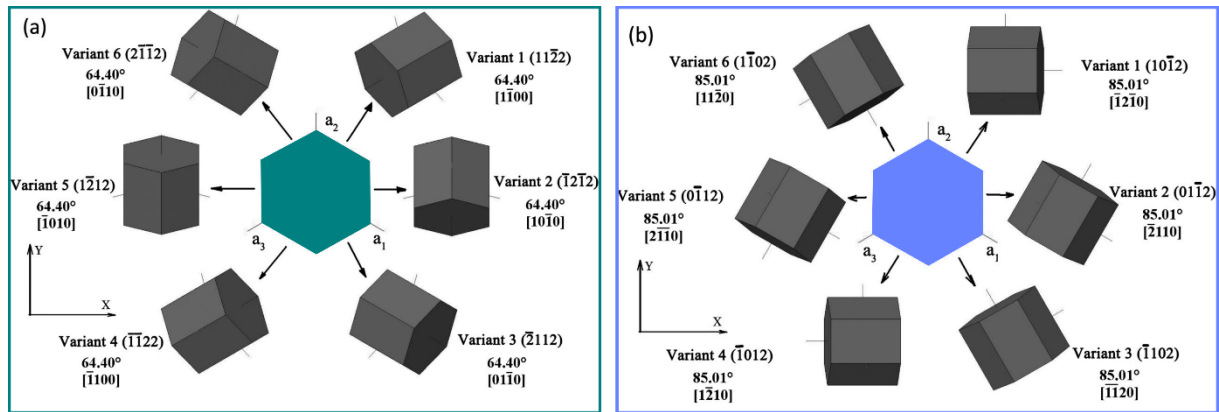 (a)
Variant 6 (21̅1̅2)
64.40°
[01̅10]
Variant 1 (112̅2)
64.40°
[11̅00]
a₂
Variant 5 (12̅12)
64.40°
[1̅010]
Variant 2 (1̅21̅2)
64.40°
[101̅0]
a₃
a₁
Y
X
Variant 4 (1̅1̅22)
64.40°
[1̅100]
Variant 3 (2̅112)
64.40°
[011̅0]
(b)
Variant 6 (11̅02)
85.01°
[112̅0]
Variant 1 (101̅2)
85.01°
[1̅21̅0]
a₂
Variant 5 (01̅12)
85.01°
[21̅1̅0]
Variant 2 (011̅2)
85.01°
[2̅110]
a₃
a₁
Y
X
Variant 4 (1̅012)
85.01°
[12̅10]
Variant 3 (1̅102)
85.01°
[1̅1̅20]